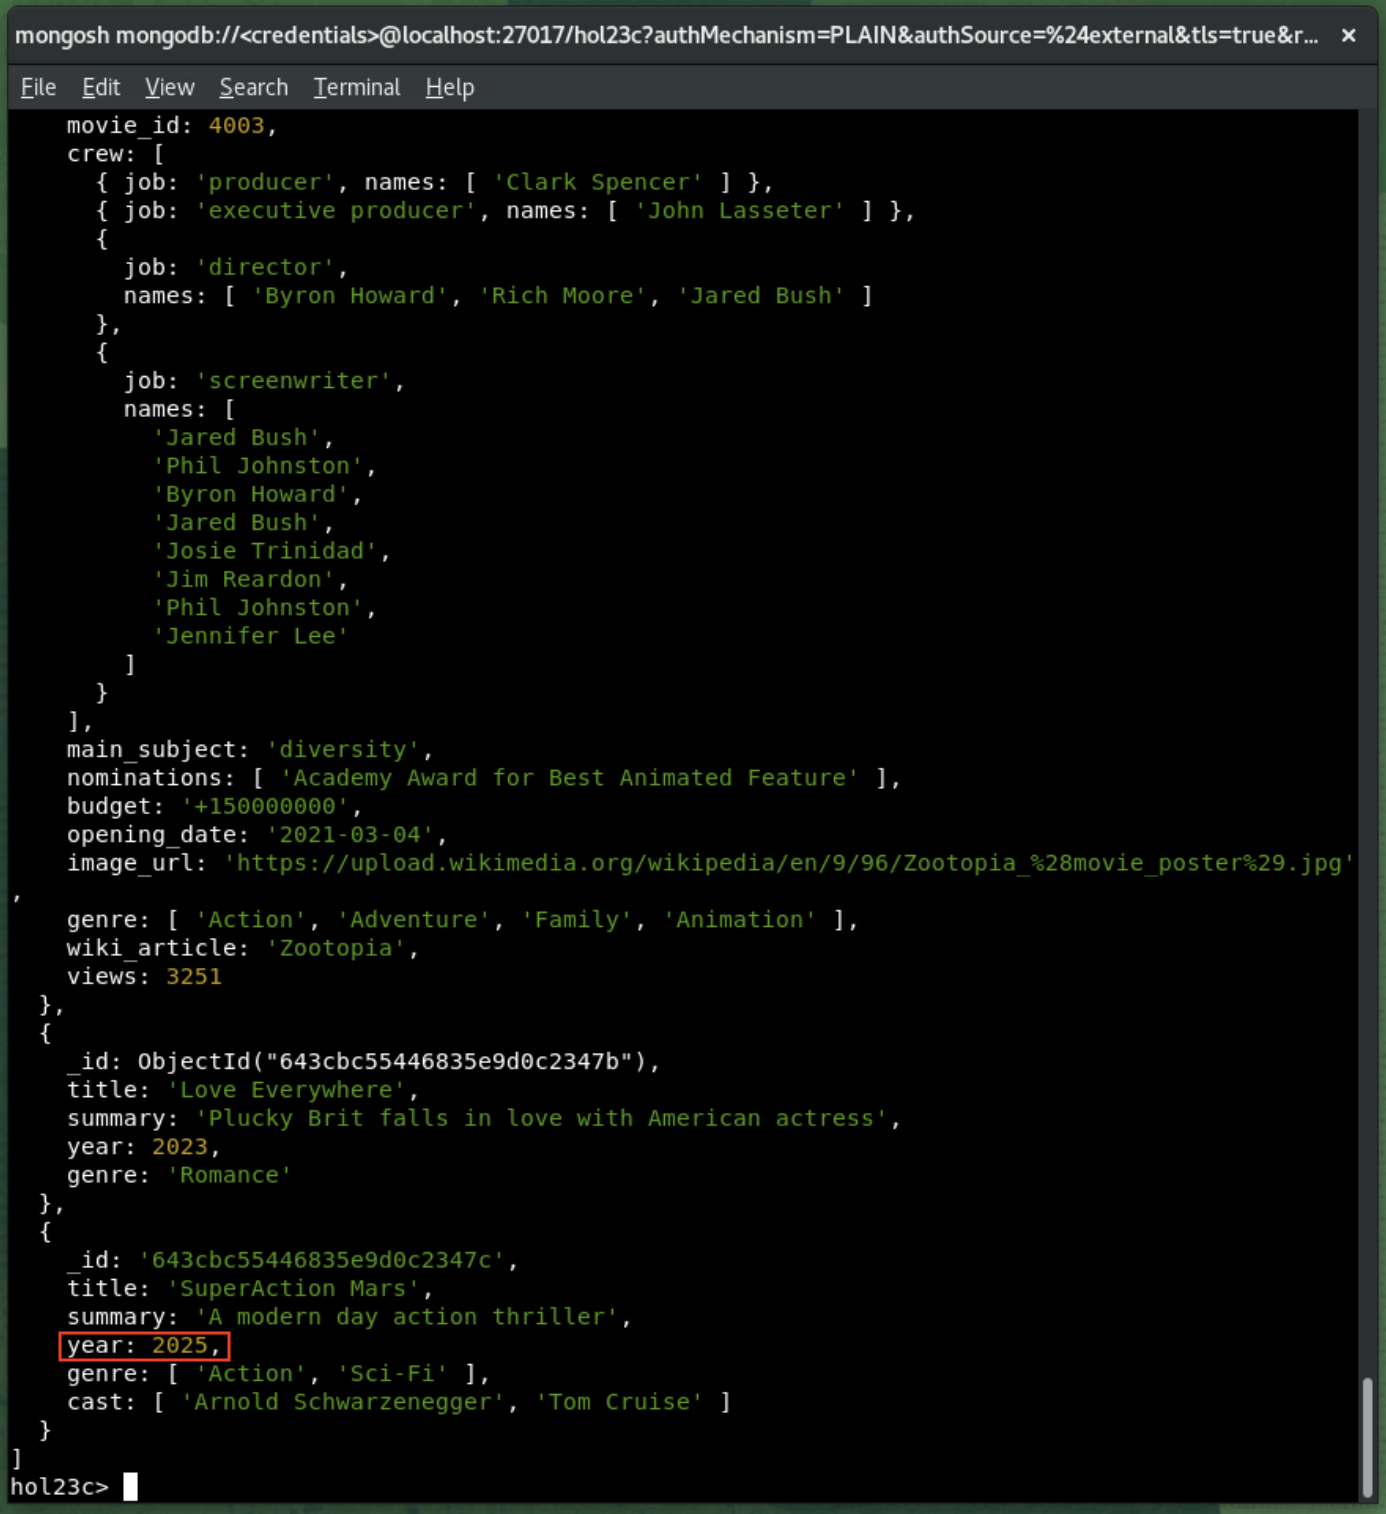 mongosh mongodb://<credentials>@localhost:27017/hol23c?authMechanism=PLAIN&authSource=%24external&tls=true&r... ×
File Edit View Search Terminal Help
movie_id: 4003,
crew: [
{ job: 'producer', names: [ 'Clark Spencer' ] },
{ job: 'executive producer', names: [ 'John Lasseter' ] },
{
job: 'director',
names: [ 'Byron Howard', 'Rich Moore', 'Jared Bush' ]
},
{
job: 'screenwriter',
names: [
'Jared Bush',
'Phil Johnston',
'Byron Howard',
'Jared Bush',
'Josie Trinidad',
'Jim Reardon',
'Phil Johnston',
'Jennifer Lee'
]
}
],
main_subject: 'diversity',
nominations: [ 'Academy Award for Best Animated Feature' ],
budget: '+150000000',
opening_date: '2021-03-04',
image_url: 'https://upload.wikimedia.org/wikipedia/en/9/96/Zootopia_%28movie_poster%29.jpg'
,
genre: [ 'Action', 'Adventure', 'Family', 'Animation' ],
wiki_article: 'Zootopia',
views: 3251
},
{
_id: ObjectId("643cbc55446835e9d0c2347b"),
title: 'Love Everywhere',
summary: 'Plucky Brit falls in love with American actress',
year: 2023,
genre: 'Romance'
},
{
_id: '643cbc55446835e9d0c2347c',
title: 'SuperAction Mars',
summary: 'A modern day action thriller',
year: 2025,
genre: [ 'Action', 'Sci-Fi' ],
cast: [ 'Arnold Schwarzenegger', 'Tom Cruise' ]
}
]
hol23c>